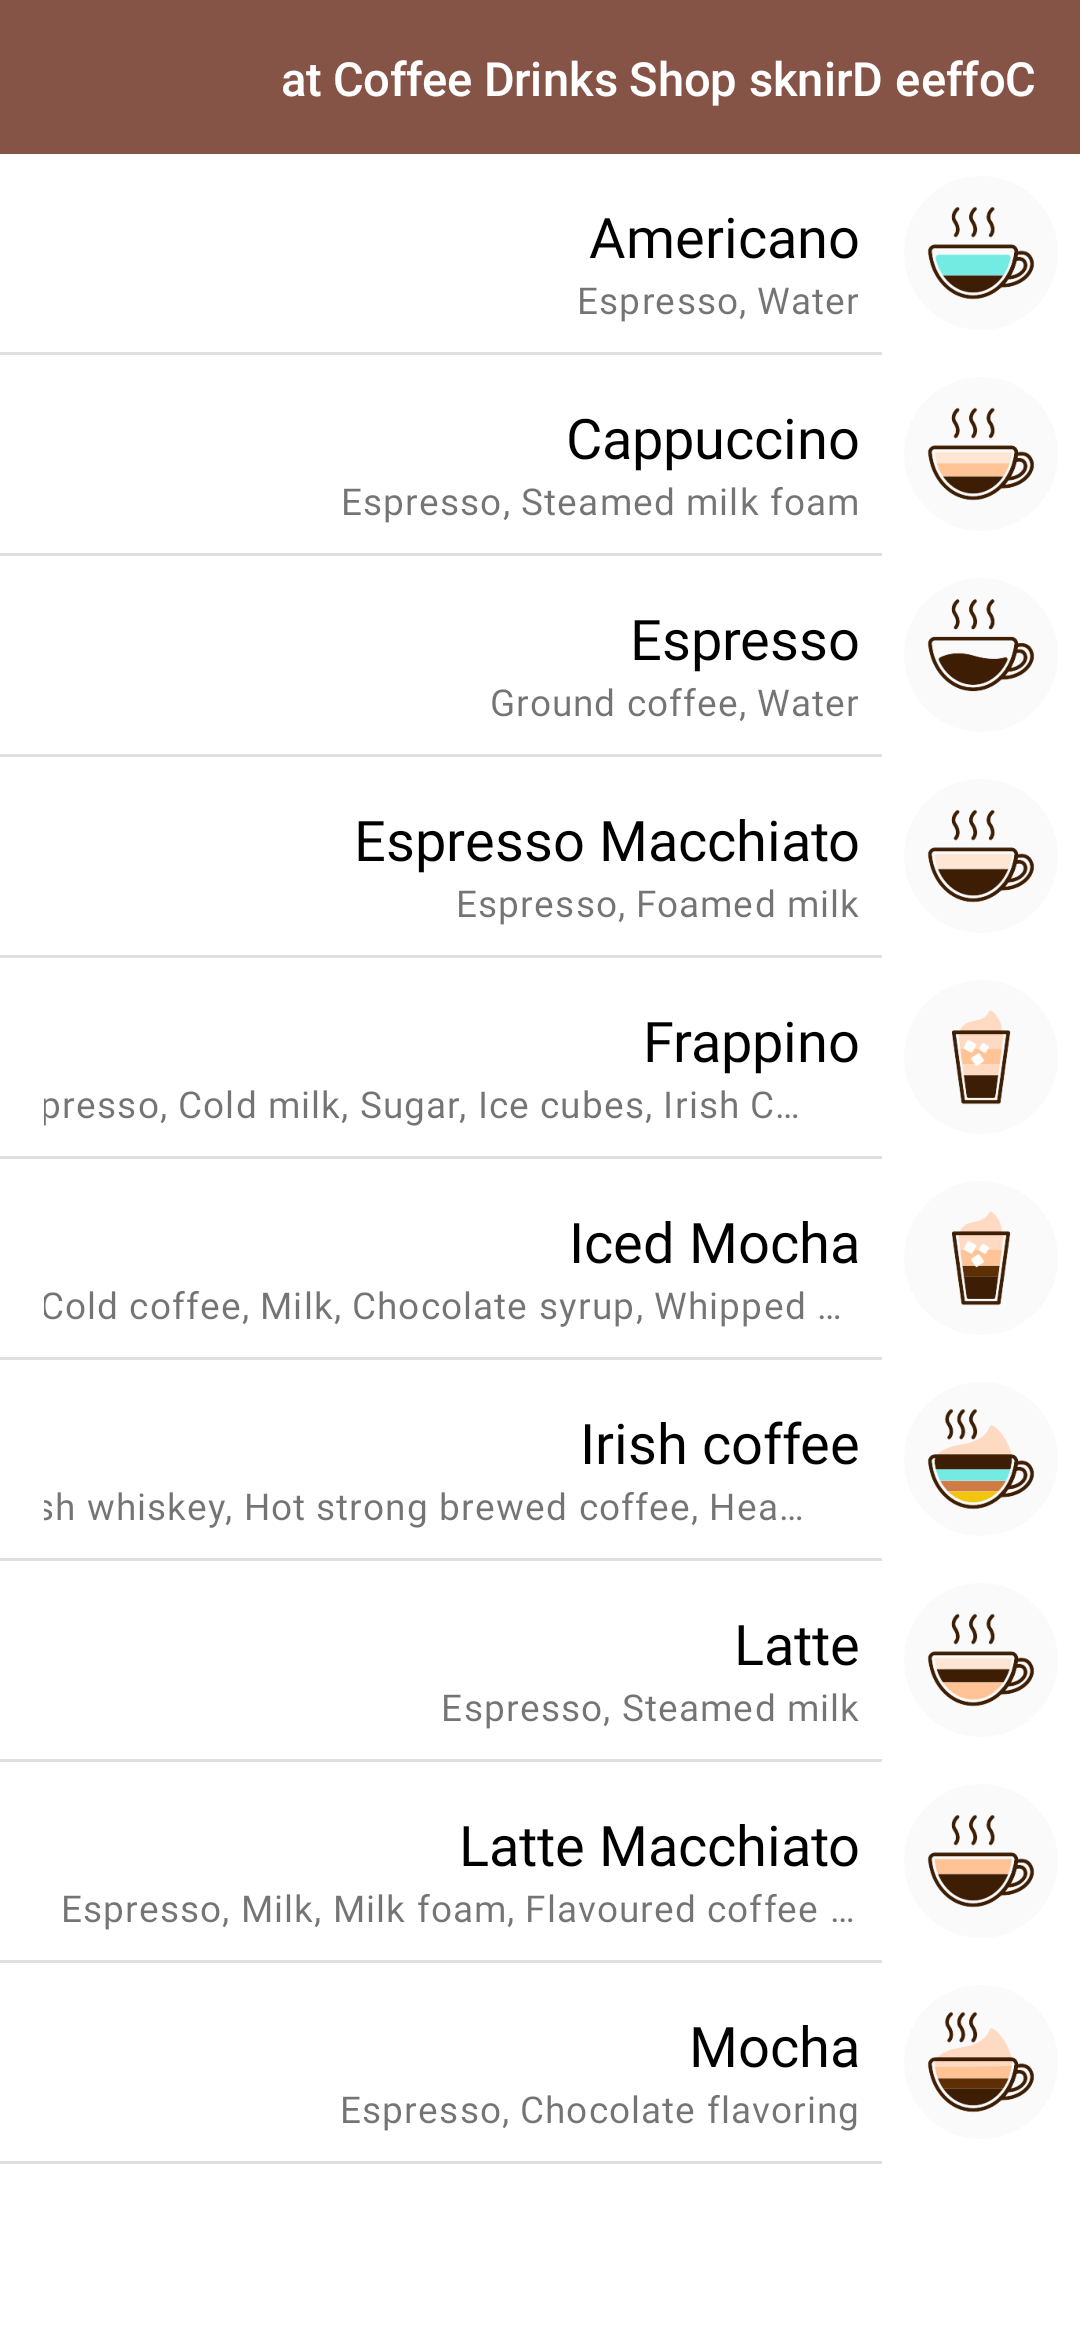 at Coffee Drinks Shop sknirD eeffoC
Americano
Espresso, Water
Cappuccino
Espresso, Steamed milk foam
Espresso
Ground coffee, Water
Espresso Macchiato
Espresso, Foamed milk
Frappino
presso, Cold milk, Sugar, Ice cubes, Irish C…
Iced Mocha
Cold coffee, Milk, Chocolate syrup, Whipped …
Irish coffee
sh whiskey, Hot strong brewed coffee, Hea…
Latte
Espresso, Steamed milk
Latte Macchiato
Espresso, Milk, Milk foam, Flavoured coffee …
Mocha
Espresso, Chocolate flavoring